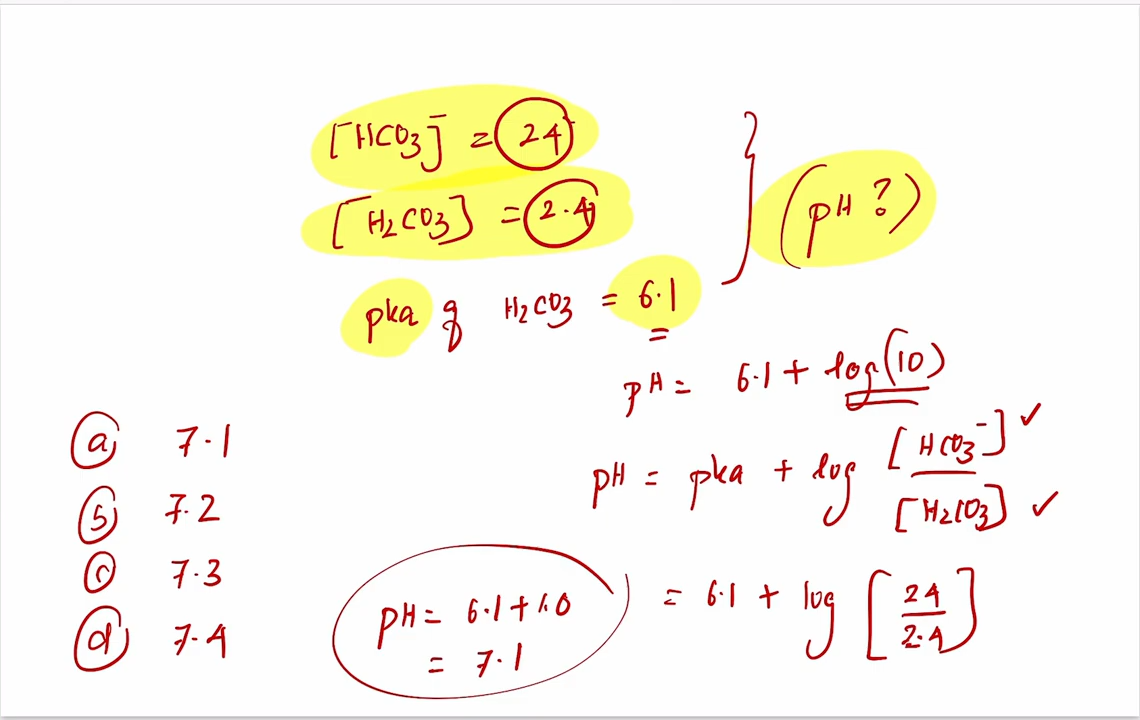 [HCO3⁻] = 24
[H2CO3] = 2.4
(pH ?)
pka of H2CO3 = 6.1
pH = 6.1 + log(10)
pH = pka + log [HCO3⁻] / [H2CO3]
= 6.1 + log [24 / 2.4]
pH = 6.1 + 1.0
= 7.1
a 7.1
b 7.2
c 7.3
d 7.4